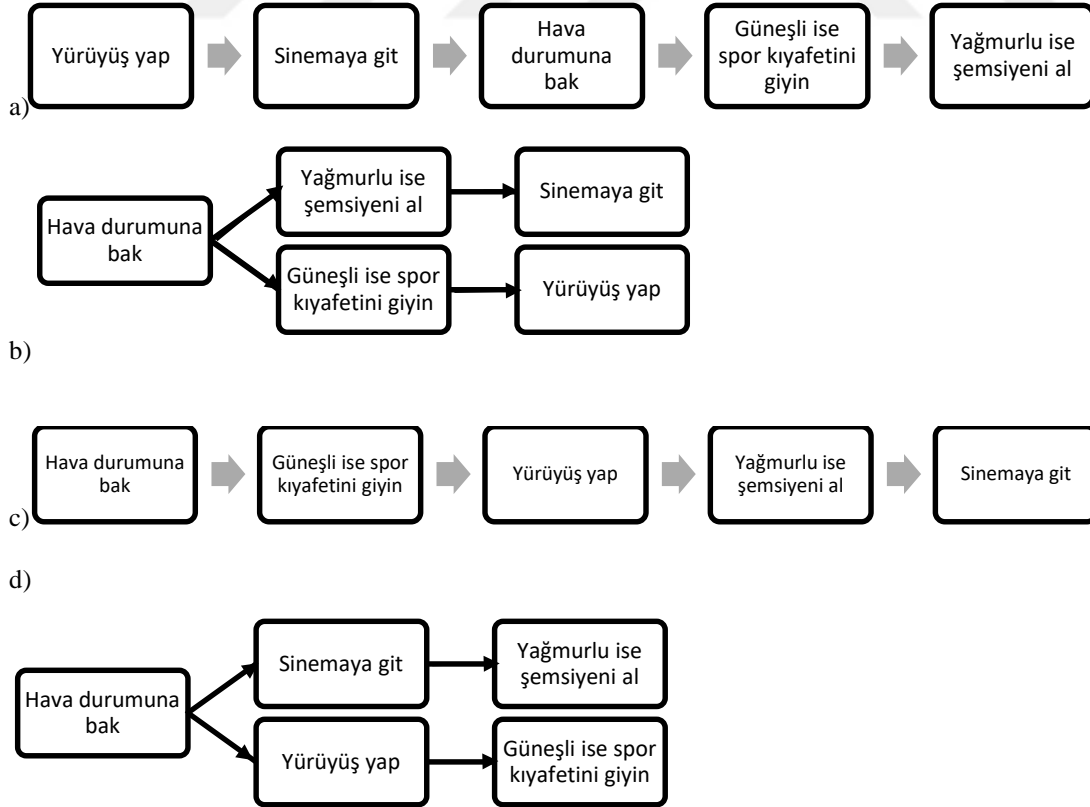 Yürüyüş yap
Sinemaya git
Hava
durumuna
bak
Güneşli ise
spor kıyafetini
giyin
Yağmurlu ise
şemsiyeni al
a)
Hava durumuna
bak
Yağmurlu ise
şemsiyeni al
Sinemaya git
Güneşli ise spor
kıyafetini giyin
Yürüyüş yap
b)
Hava durumuna
bak
Güneşli ise spor
kıyafetini giyin
Yürüyüş yap
Yağmurlu ise
şemsiyeni al
Sinemaya git
c)
d)
Hava durumuna
bak
Sinemaya git
Yağmurlu ise
şemsiyeni al
Yürüyüş yap
Güneşli ise spor
kıyafetini giyin